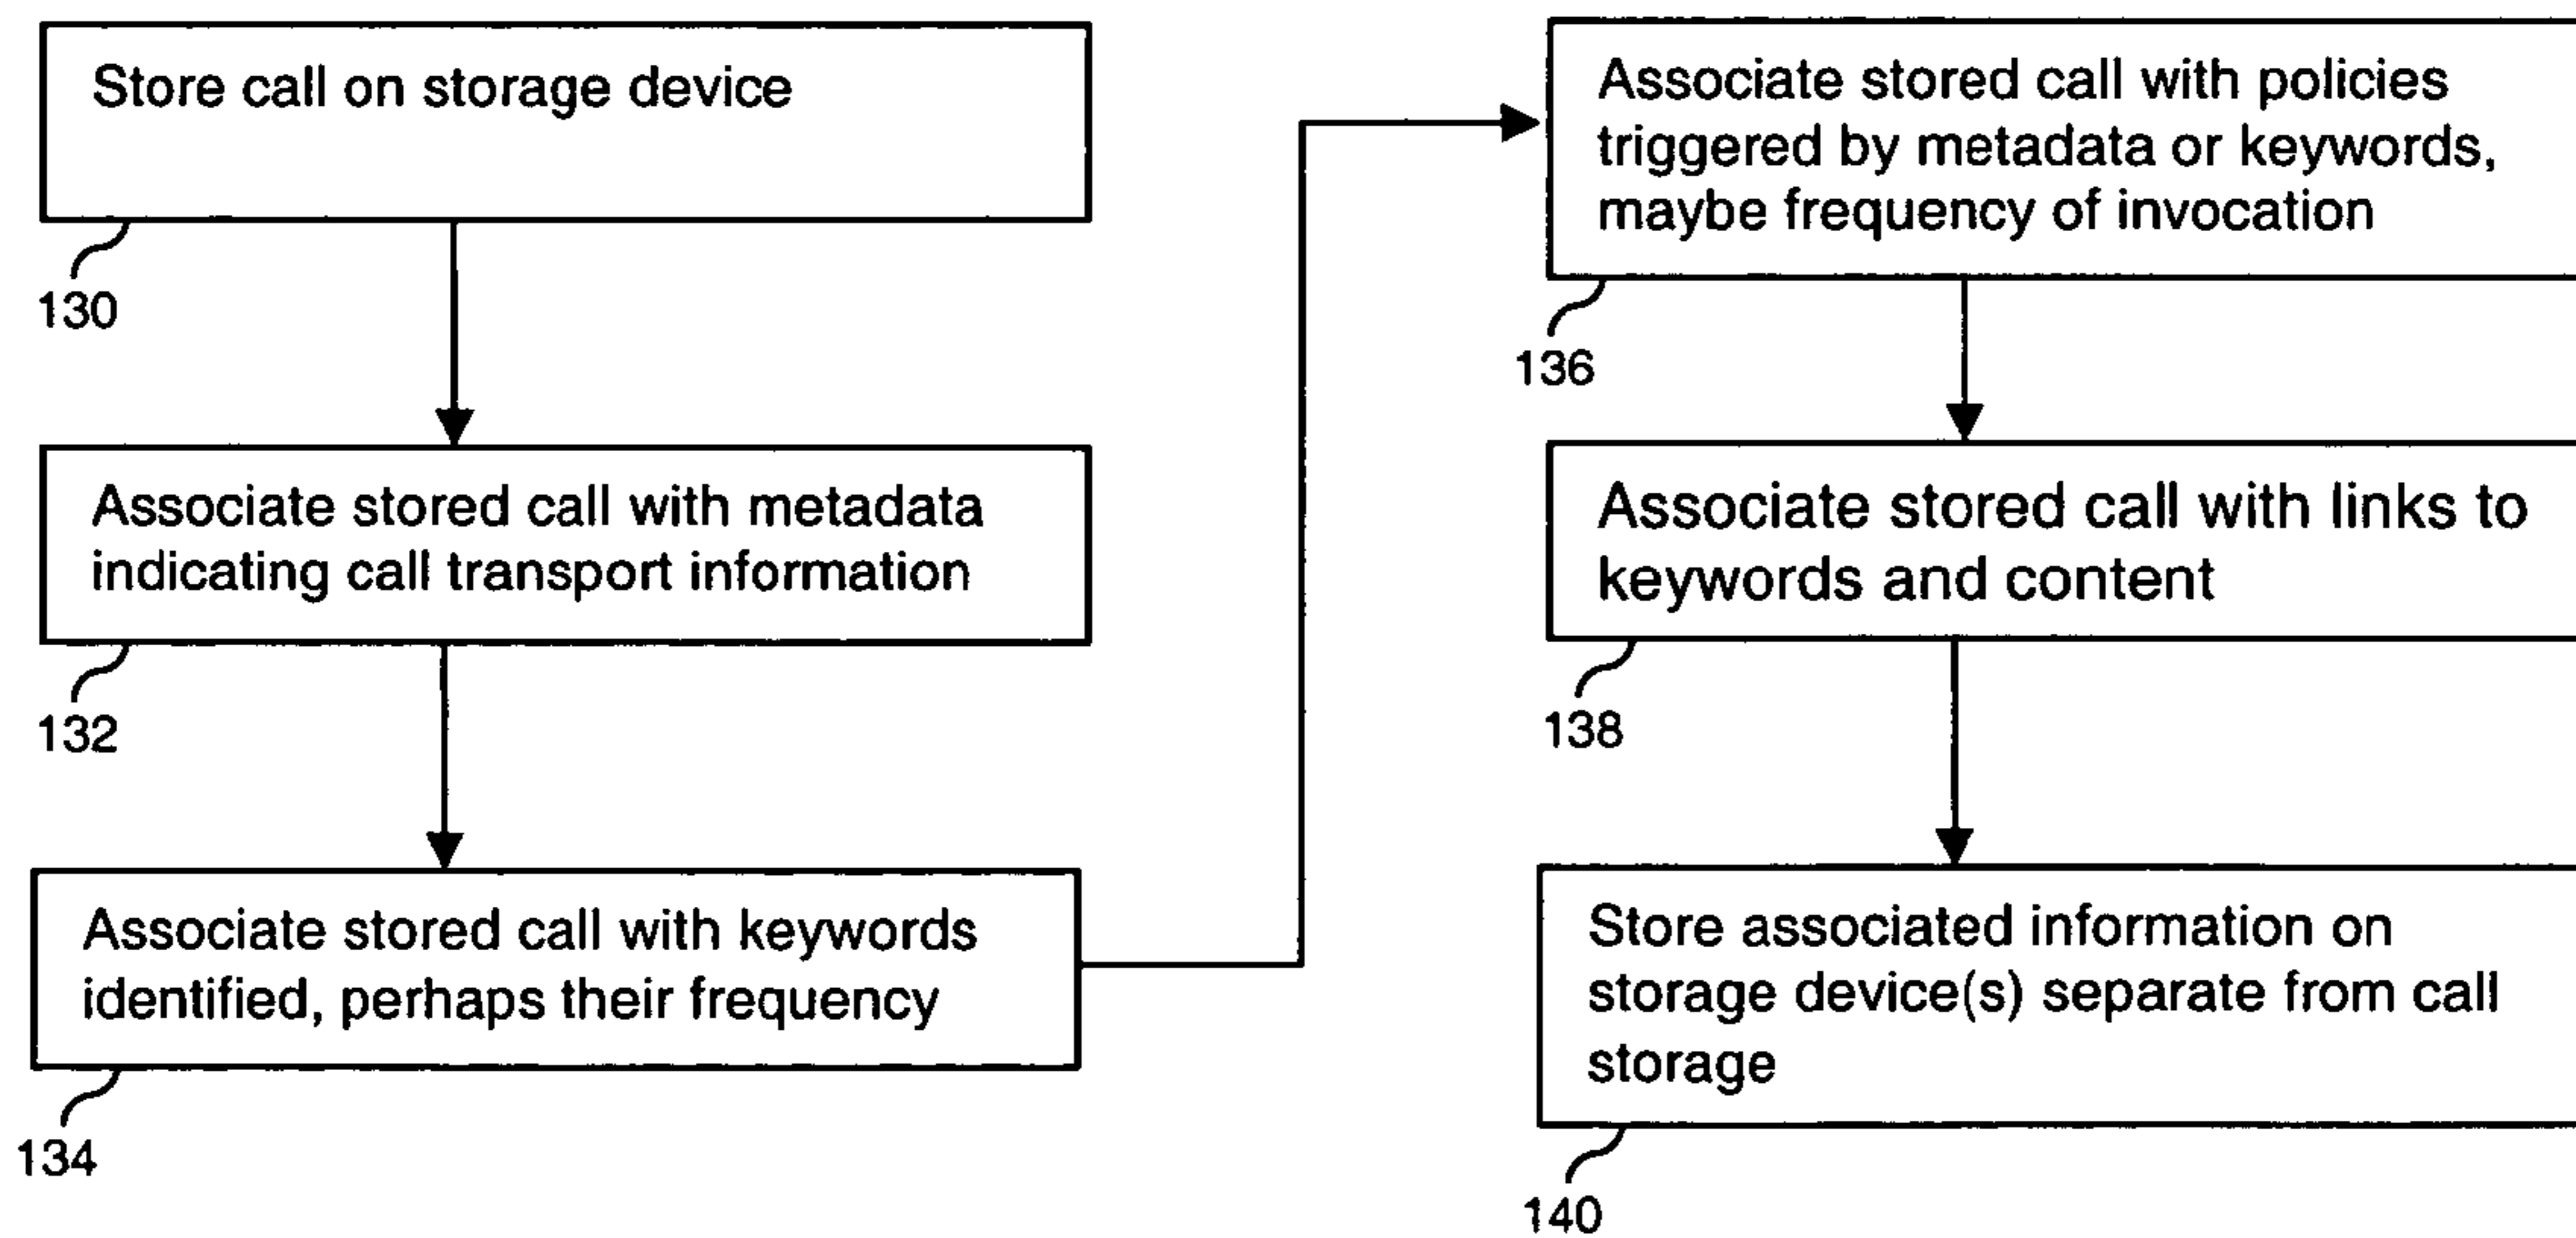 Store call on storage device
130
Associate stored call with metadata
indicating call transport information
132
Associate stored call with keywords
identified, perhaps their frequency
134
Associate stored call with policies
triggered by metadata or keywords,
maybe frequency of invocation
136
Associate stored call with links to
keywords and content
138
Store associated information on
storage device(s) separate from call
storage
140